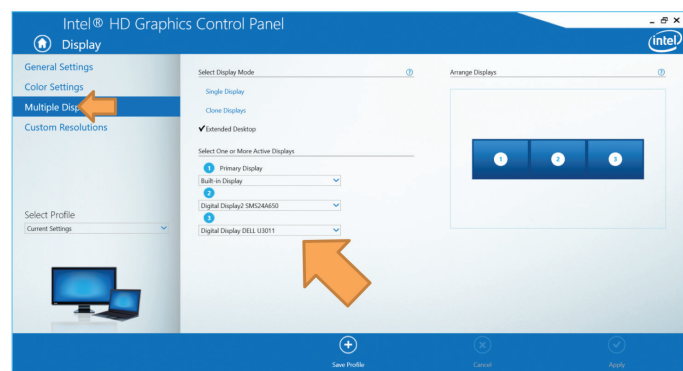 Intel® HD Graphics Control Panel
Display
intel
General Settings
Color Settings
Multiple Disp
Custom Resolutions
Select Profile
Current Settings
Select Display Mode
Single Display
Clone Displays
Extended Desktop
Select One or More Active Displays
1 Primary Display
Built-in Display
2
Digital Display2 SMS24A650
3
Digital Display DELL U3011
Arrange Displays
1 2 3
Save Profile
Cancel
Apply